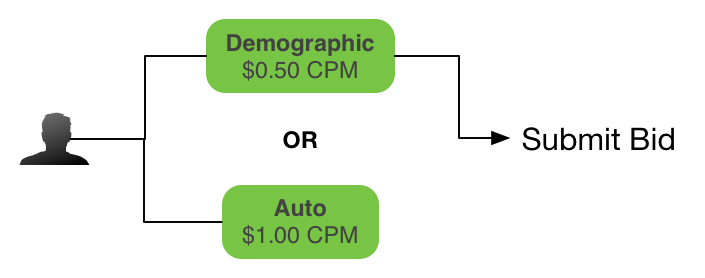 Demographic
$0.50 CPM
OR
Submit Bid
Auto
$1.00 CPM